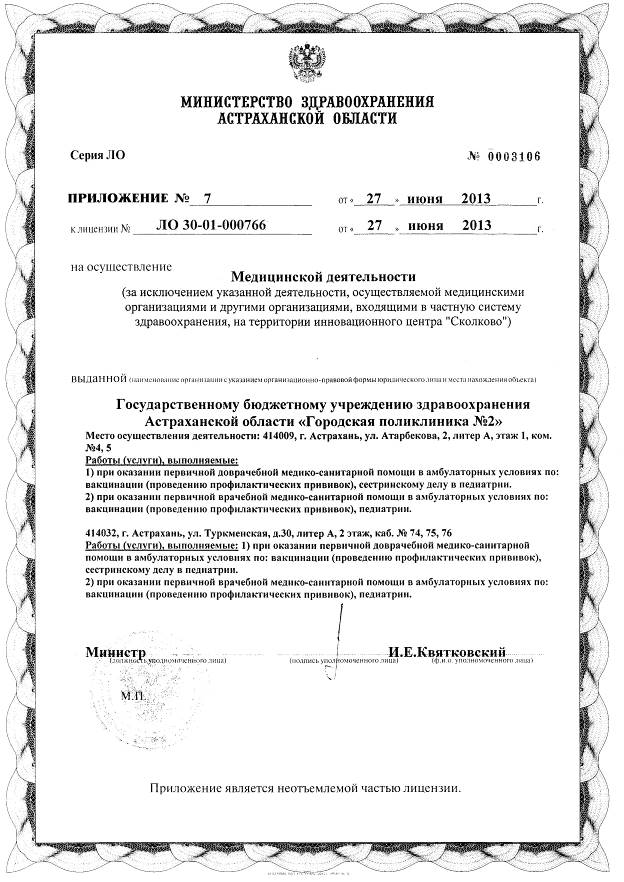 МИНИСТЕРСТВО ЗДРАВООХРАНЕНИЯ
АСТРАХАНСКОЙ ОБЛАСТИ
Серия ЛО № 0003106
ПРИЛОЖЕНИЕ № 7 от « 27 » июня 2013 г.
к лицензии № ЛО 30-01-000766 от « 27 » июня 2013 г.
на осуществление
Медицинской деятельности
(за исключением указанной деятельности, осуществляемой медицинскими
организациями и другими организациями, входящими в частную систему
здравоохранения, на территории инновационного центра "Сколково")
выданной (наименование организации с указанием организационно-правовой формы юридического лица и места нахождения объекта)
Государственному бюджетному учреждению здравоохранения
Астраханской области «Городская поликлиника №2»
Место осуществления деятельности: 414009, г. Астрахань, ул. Атарбекова, 2, литер А, этаж 1, ком.
№4, 5
Работы (услуги), выполняемые:
1) при оказании первичной доврачебной медико-санитарной помощи в амбулаторных условиях по:
вакцинации (проведению профилактических прививок), сестринскому делу в педиатрии.
2) при оказании первичной врачебной медико-санитарной помощи в амбулаторных условиях по:
вакцинации (проведению профилактических прививок), педиатрии.
414032, г. Астрахань, ул. Туркменская, д.30, литер А, 2 этаж, каб. № 74, 75, 76
Работы (услуги), выполняемые: 1) при оказании первичной доврачебной медико-санитарной
помощи в амбулаторных условиях по: вакцинации (проведению профилактических прививок),
сестринскому делу в педиатрии.
2) при оказании первичной врачебной медико-санитарной помощи в амбулаторных условиях по:
вакцинации (проведению профилактических прививок), педиатрии.
Министр И.Е.Квятковский
(должность уполномоченного лица) (подпись уполномоченного лица) (ф.и.о. уполномоченного лица)
М.П.
Приложение является неотъемлемой частью лицензии.